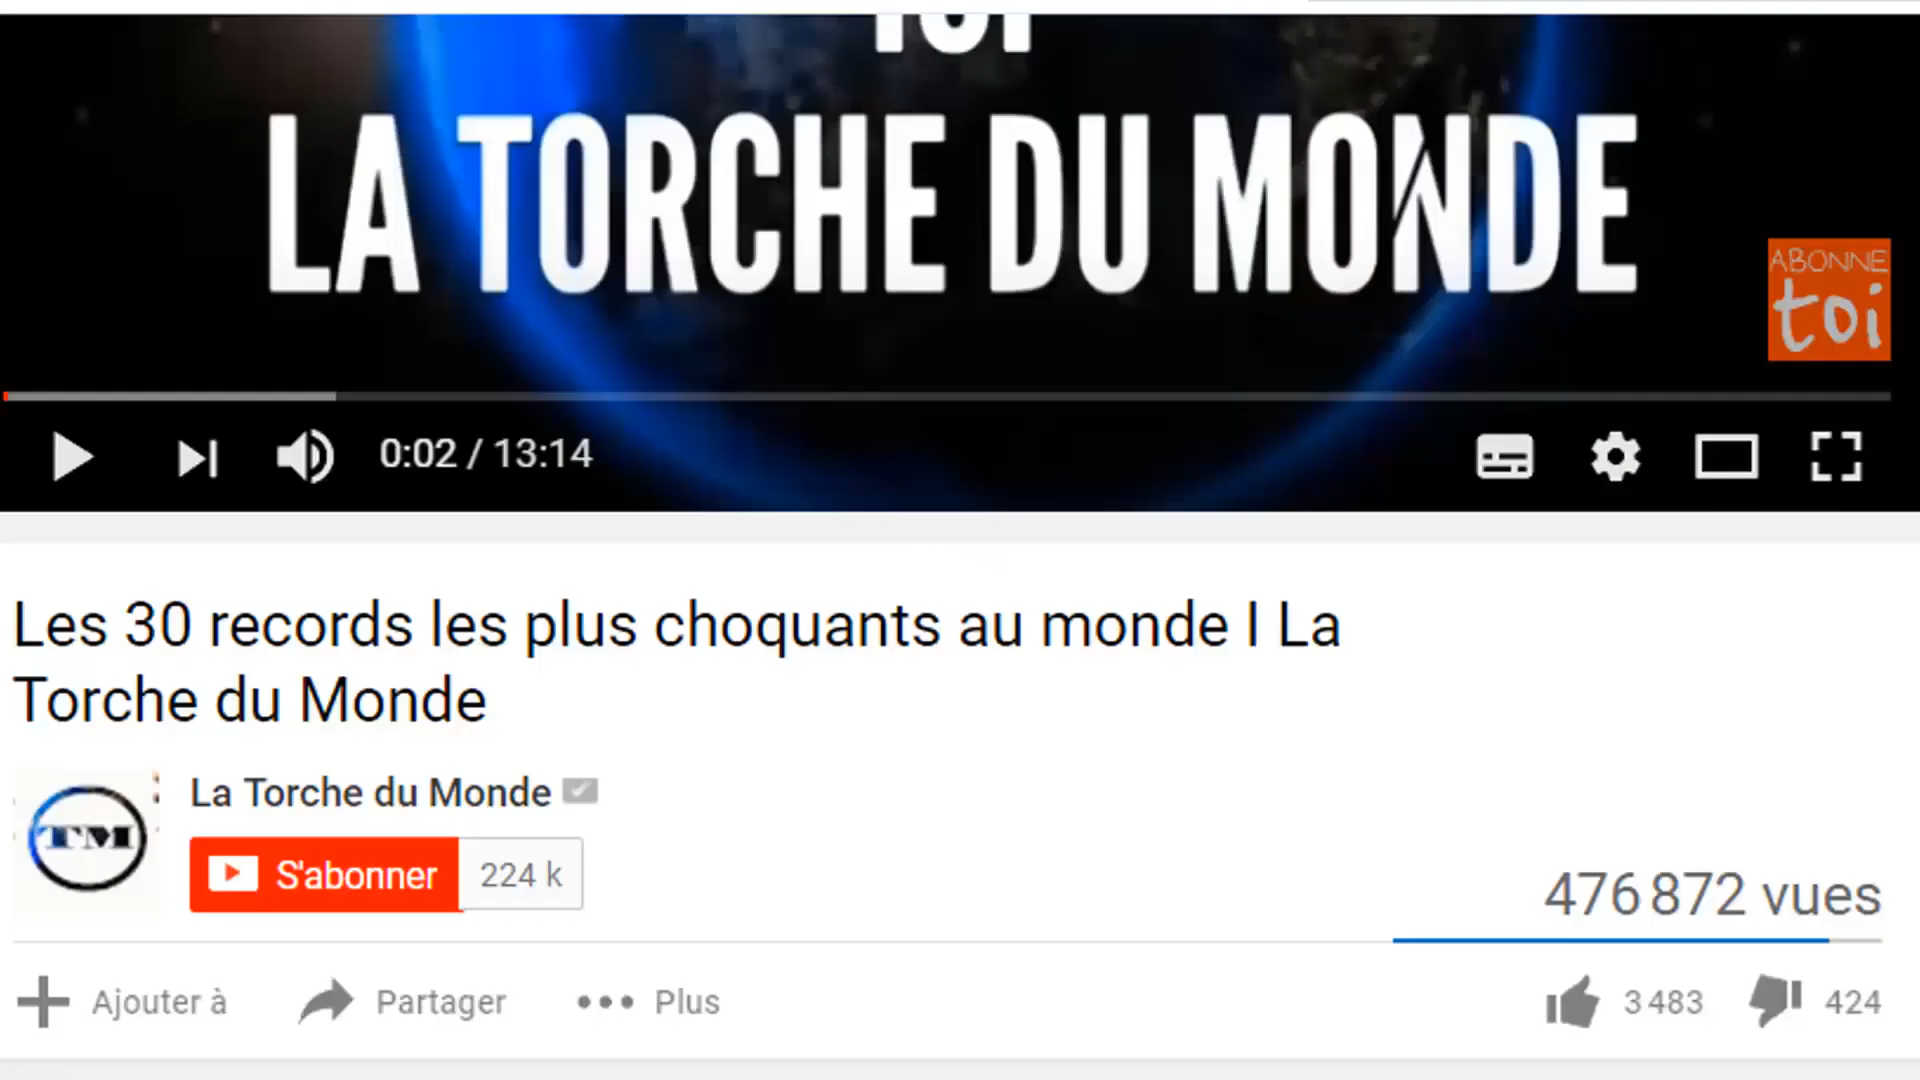 TOI
LA TORCHE DU MONDE
ABONNE
toi
0:02 / 13:14
Les 30 records les plus choquants au monde I La
Torche du Monde
TM
La Torche du Monde
S'abonner 224 k
476 872 vues
Ajouter à Partager Plus 3 483 424